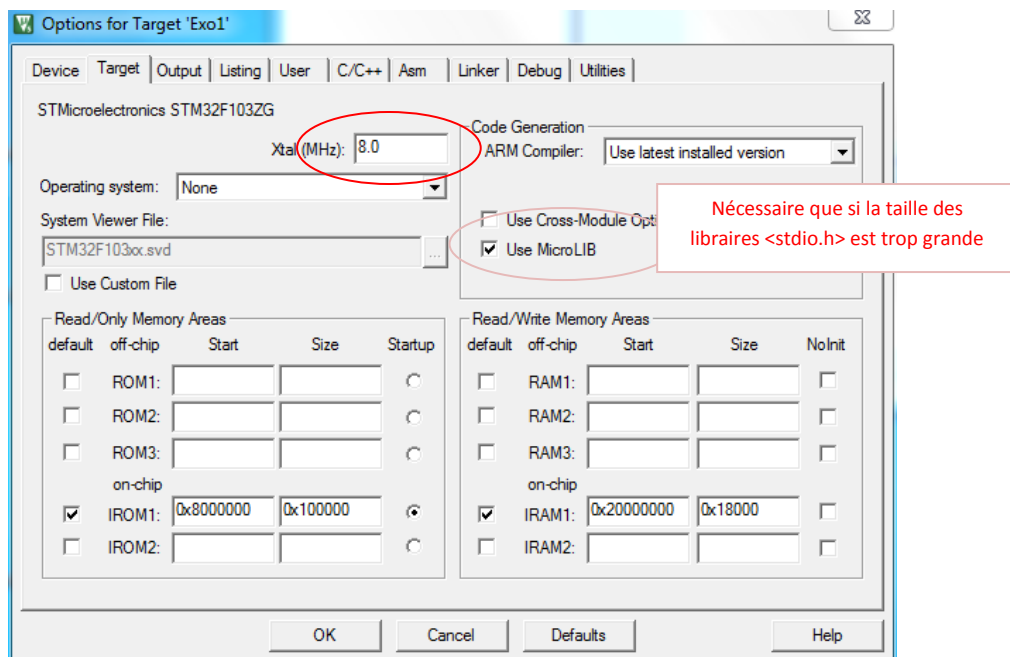 Options for Target 'Exo1'
Device Target Output Listing User C/C++ Asm Linker Debug Utilities
STMicroelectronics STM32F103ZG
Xtal (MHz): 8.0
Operating system: None
System Viewer File:
STM32F103xx.svd ...
Use Custom File
Code Generation
ARM Compiler: Use latest installed version
Use Cross-Module Opti
Use MicroLIB
Nécessaire que si la taille des
libraires <stdio.h> est trop grande
Read/Only Memory Areas
default off-chip Start Size Startup
ROM1:
ROM2:
ROM3:
on-chip
IROM1: 0x8000000 0x100000
IROM2:
Read/Write Memory Areas
default off-chip Start Size NoInit
RAM1:
RAM2:
RAM3:
on-chip
IRAM1: 0x20000000 0x18000
IRAM2:
OK Cancel Defaults Help